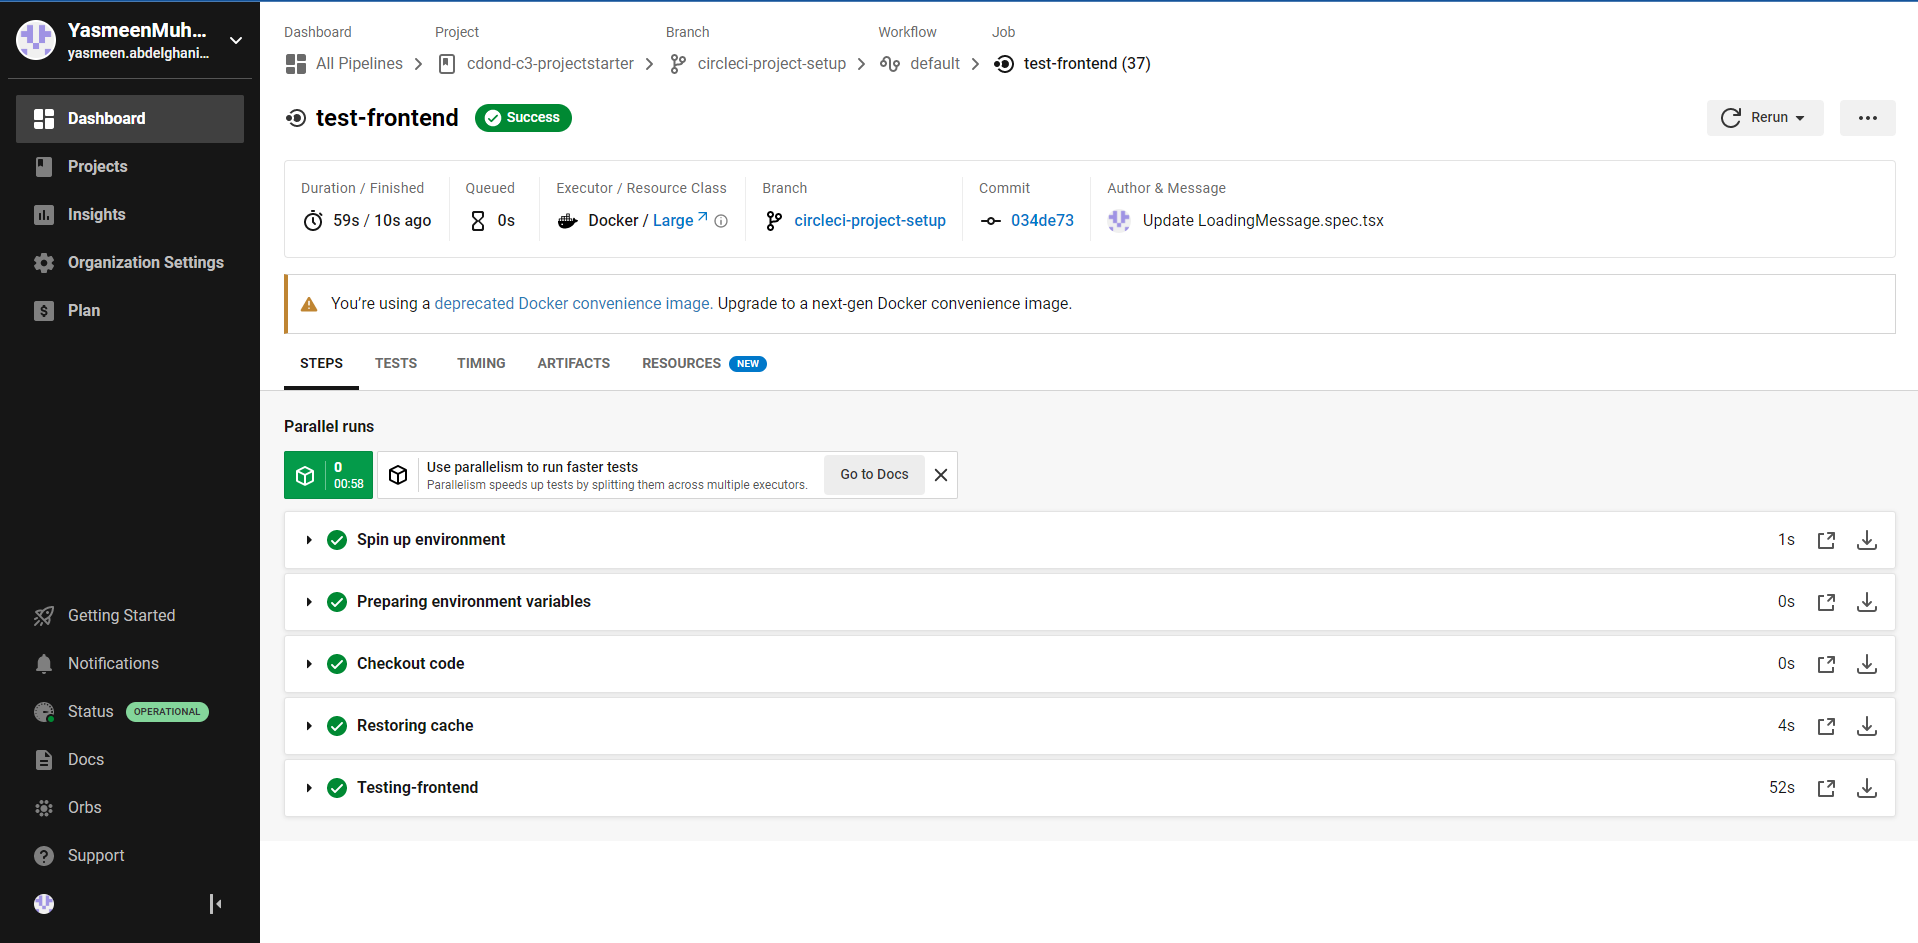 YasmeenMuh...
yasmeen.abdelghani...
Dashboard
Projects
Insights
Organization Settings
Plan
Getting Started
Notifications
Status OPERATIONAL
Docs
Orbs
Support
Dashboard Project Branch Workflow Job
All Pipelines cdond-c3-projectstarter circleci-project-setup default test-frontend (37)
test-frontend Success Rerun
Duration / Finished Queued Executor / Resource Class Branch Commit Author & Message
59s / 10s ago 0s Docker / Large circleci-project-setup 034de73 Update LoadingMessage.spec.tsx
You’re using a deprecated Docker convenience image. Upgrade to a next-gen Docker convenience image.
STEPS TESTS TIMING ARTIFACTS RESOURCES NEW
Parallel runs
0
00:58
Use parallelism to run faster tests
Parallelism speeds up tests by splitting them across multiple executors.
Go to Docs
Spin up environment 1s
Preparing environment variables 0s
Checkout code 0s
Restoring cache 4s
Testing-frontend 52s